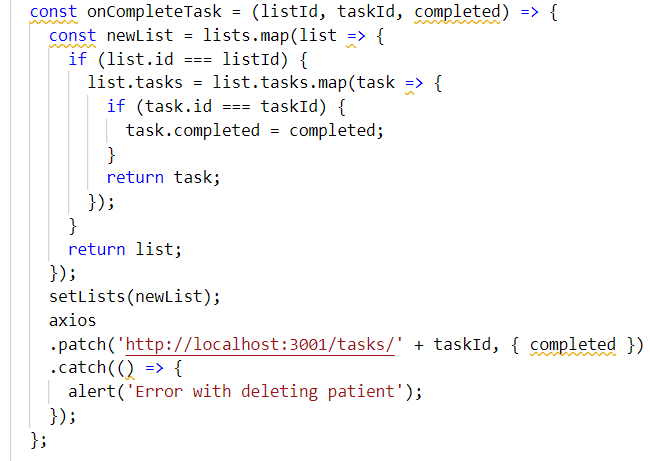 const onCompleteTask = (listId, taskId, completed) => {
const newList = lists.map(list => {
if (list.id === listId) {
list.tasks = list.tasks.map(task => {
if (task.id === taskId) {
task.completed = completed;
}
return task;
});
}
return list;
});
setLists(newList);
axios
.patch('http://localhost:3001/tasks/' + taskId, { completed })
.catch(() => {
alert('Error with deleting patient');
});
};